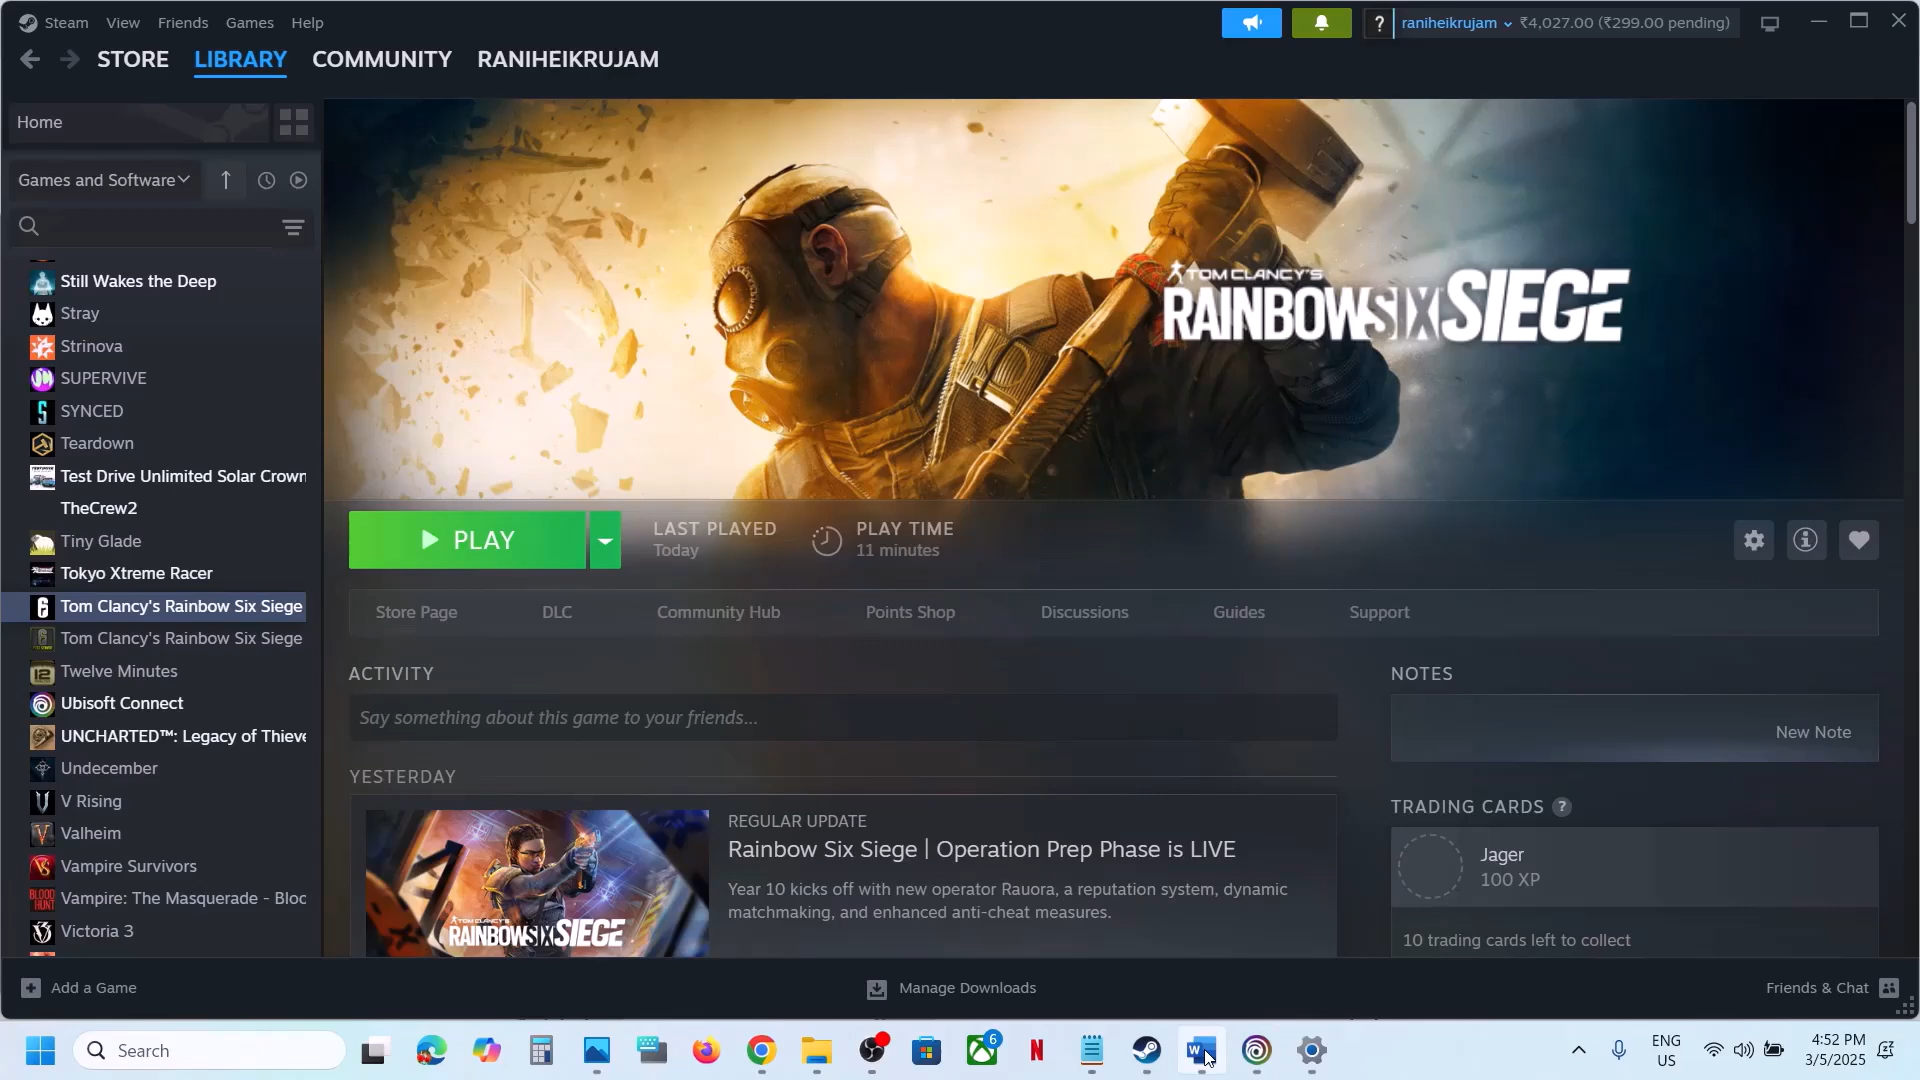 Steam View Friends Games Help
raniheikrujam ₹4,027.00 (₹299.00 pending)
STORE LIBRARY COMMUNITY RANIHEIKRUJAM
Home
Games and Software
Still Wakes the Deep
Stray
Strinova
SUPERVIVE
SYNCED
Teardown
Test Drive Unlimited Solar Crown
TheCrew2
Tiny Glade
Tokyo Xtreme Racer
Tom Clancy's Rainbow Six Siege
Tom Clancy's Rainbow Six Siege
Twelve Minutes
Ubisoft Connect
UNCHARTED™: Legacy of Thieve
Undecember
V Rising
Valheim
Vampire Survivors
Vampire: The Masquerade - Bloo
Victoria 3
TOM CLANCY'S
RAINBOWSIX SIEGE
PLAY
LAST PLAYED
Today
PLAY TIME
11 minutes
Store Page DLC Community Hub Points Shop Discussions Guides Support
ACTIVITY
Say something about this game to your friends...
YESTERDAY
TOM CLANCY'S
RAINBOWSIX SIEGE
REGULAR UPDATE
Rainbow Six Siege | Operation Prep Phase is LIVE
Year 10 kicks off with new operator Rauora, a reputation system, dynamic
matchmaking, and enhanced anti-cheat measures.
NOTES
New Note
TRADING CARDS ?
Jager
100 XP
10 trading cards left to collect
Add a Game
Manage Downloads
Friends & Chat
Search
6
ENG
US
4:52 PM
3/5/2025